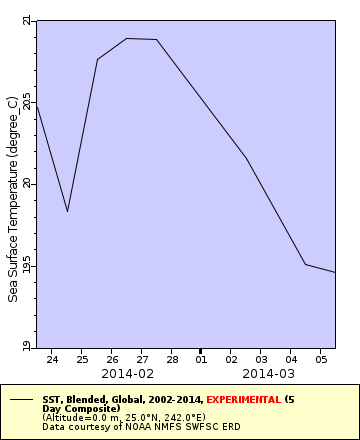 21
20.5
20
19.5
19
Sea Surface Temperature (degree_C)
24 25 26 27 28 01 02 03 04 05
2014-02 2014-03
SST, Blended, Global, 2002-2014, EXPERIMENTAL (5
Day Composite)
(Altitude=0.0 m, 25.0°N, 242.0°E)
Data courtesy of NOAA NMFS SWFSC ERD